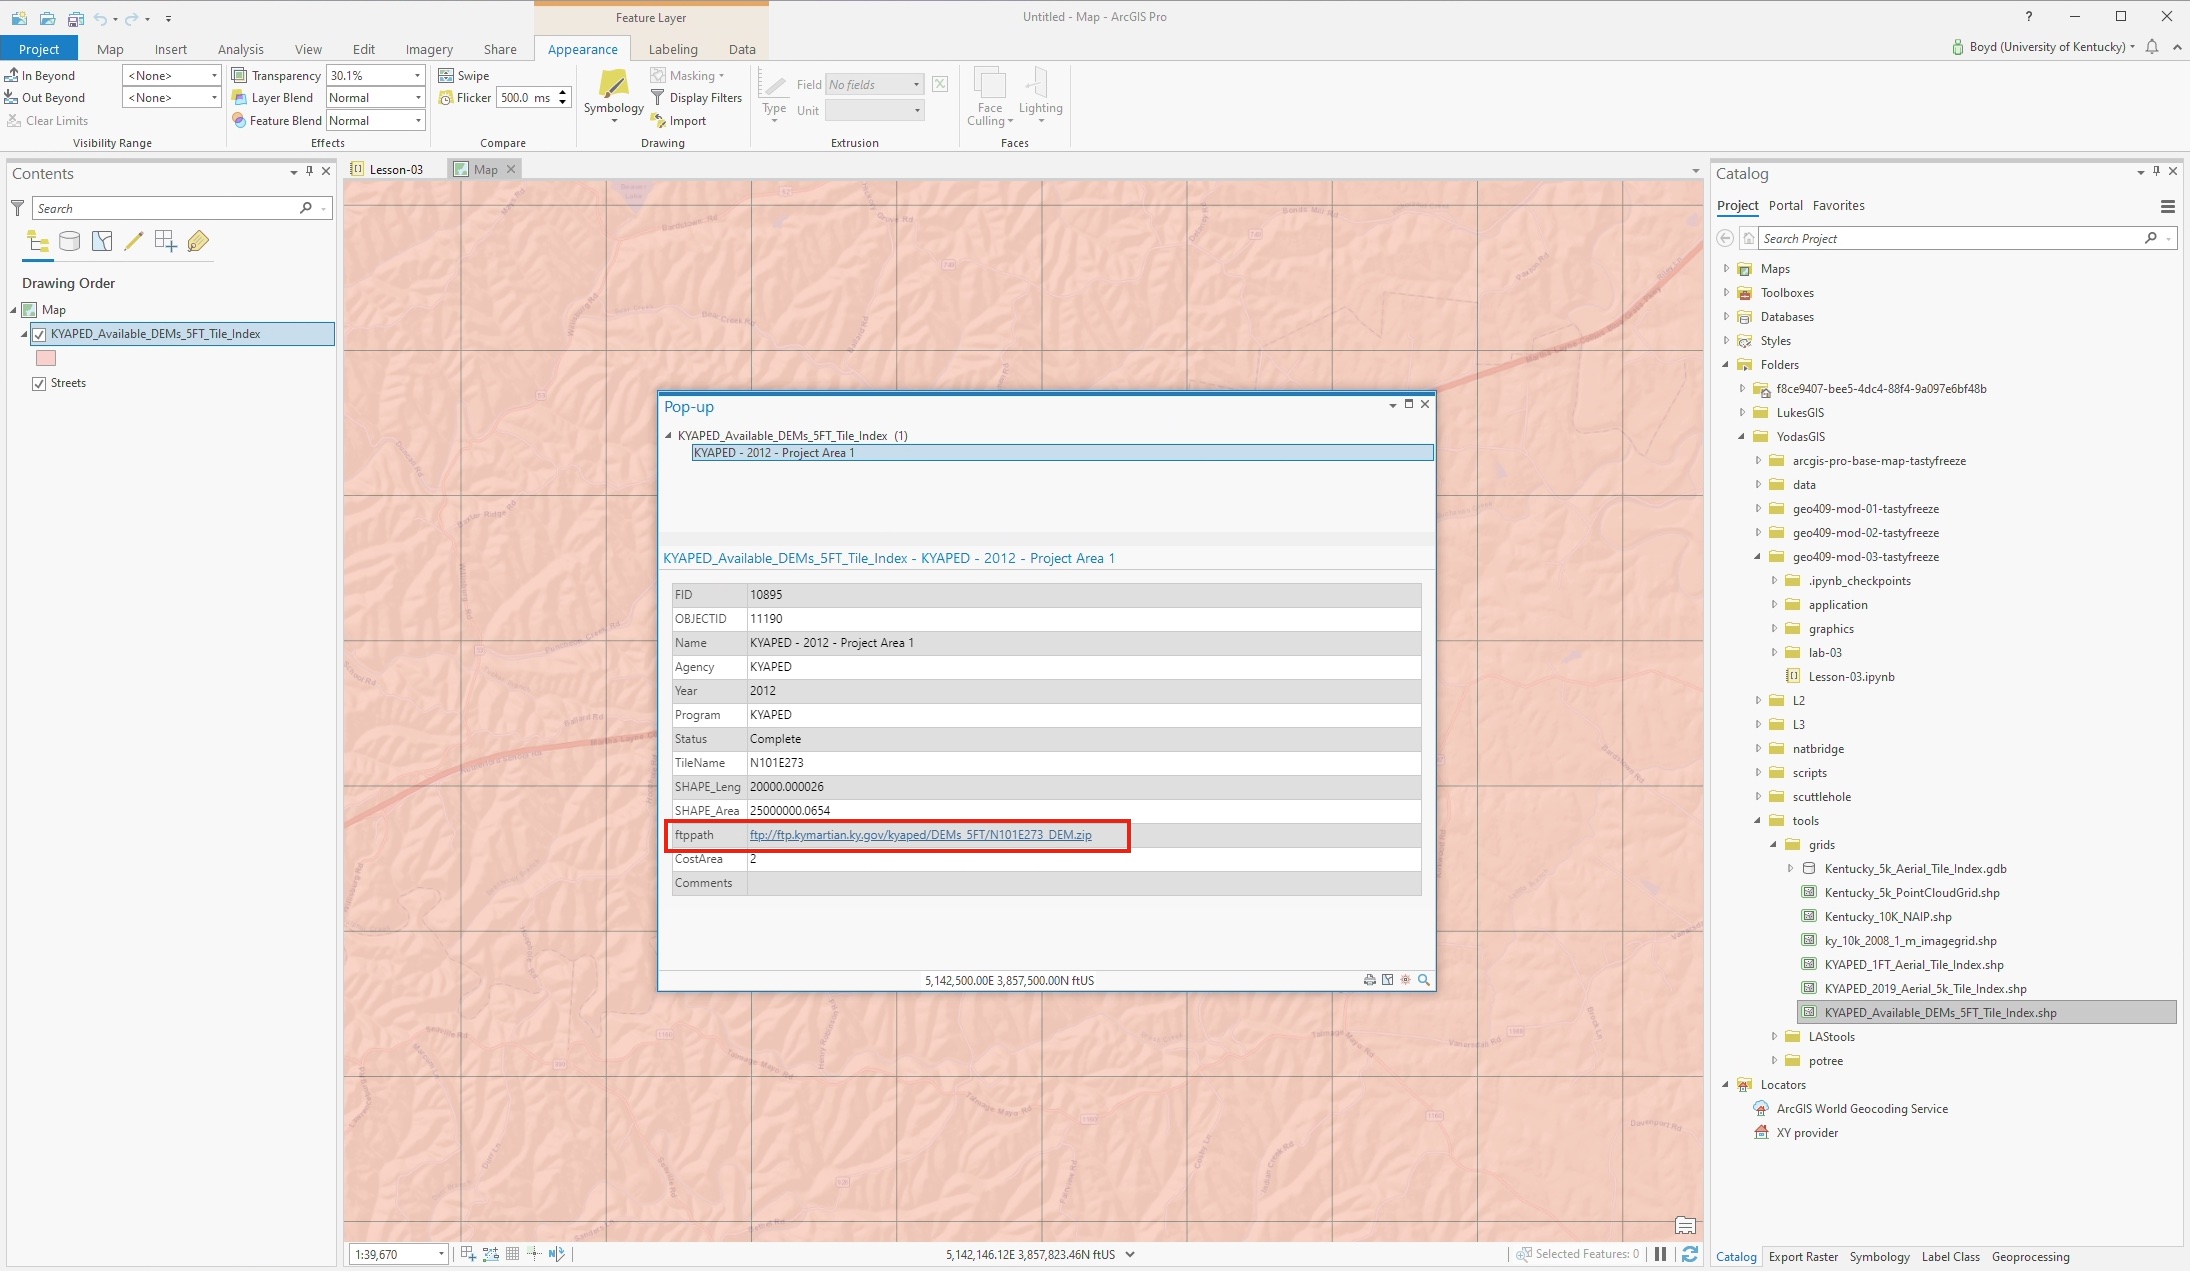 Feature Layer
Untitled - Map - ArcGIS Pro
?
Project Map Insert Analysis View Edit Imagery Share Appearance Labeling Data
Boyd (University of Kentucky)
In Beyond <None>
Out Beyond <None>
Clear Limits
Visibility Range
Transparency 30.1%
Layer Blend Normal
Feature Blend Normal
Effects
Swipe
Flicker 500.0 ms
Compare
Symbology
Masking
Display Filters
Import
Drawing
Type
Field No fields
Unit
Extrusion
Face Culling
Lighting
Faces
Contents
Search
Drawing Order
Map
KYAPED_Available_DEMs_5FT_Tile_Index
Streets
Lesson-03
Map
Pop-up
KYAPED_Available_DEMs_5FT_Tile_Index (1)
KYAPED - 2012 - Project Area 1
KYAPED_Available_DEMs_5FT_Tile_Index - KYAPED - 2012 - Project Area 1
FID 10895
OBJECTID 11190
Name KYAPED - 2012 - Project Area 1
Agency KYAPED
Year 2012
Program KYAPED
Status Complete
TileName N101E273
SHAPE_Leng 20000.000026
SHAPE_Area 25000000.0654
ftppath ftp://ftp.kymartian.ky.gov/kyaped/DEMs_5FT/N101E273_DEM.zip
CostArea 2
Comments
5,142,500.00E 3,857,500.00N ftUS
1:39,670
5,142,146.12E 3,857,823.46N ftUS
Selected Features: 0
Catalog
Project Portal Favorites
Search Project
Maps
Toolboxes
Databases
Styles
Folders
f8ce9407-bee5-4dc4-88f4-9a097e6bf48b
LukesGIS
YodasGIS
arcgis-pro-base-map-tastyfreeze
data
geo409-mod-01-tastyfreeze
geo409-mod-02-tastyfreeze
geo409-mod-03-tastyfreeze
.ipynb_checkpoints
application
graphics
lab-03
Lesson-03.ipynb
L2
L3
natbridge
scripts
scuttlehole
tools
grids
Kentucky_5k_Aerial_Tile_Index.gdb
Kentucky_5k_PointCloudGrid.shp
Kentucky_10K_NAIP.shp
ky_10k_2008_1_m_imagegrid.shp
KYAPED_1FT_Aerial_Tile_Index.shp
KYAPED_2019_Aerial_5k_Tile_Index.shp
KYAPED_Available_DEMs_5FT_Tile_Index.shp
LAStools
potree
Locators
ArcGIS World Geocoding Service
XY provider
Catalog Export Raster Symbology Label Class Geoprocessing